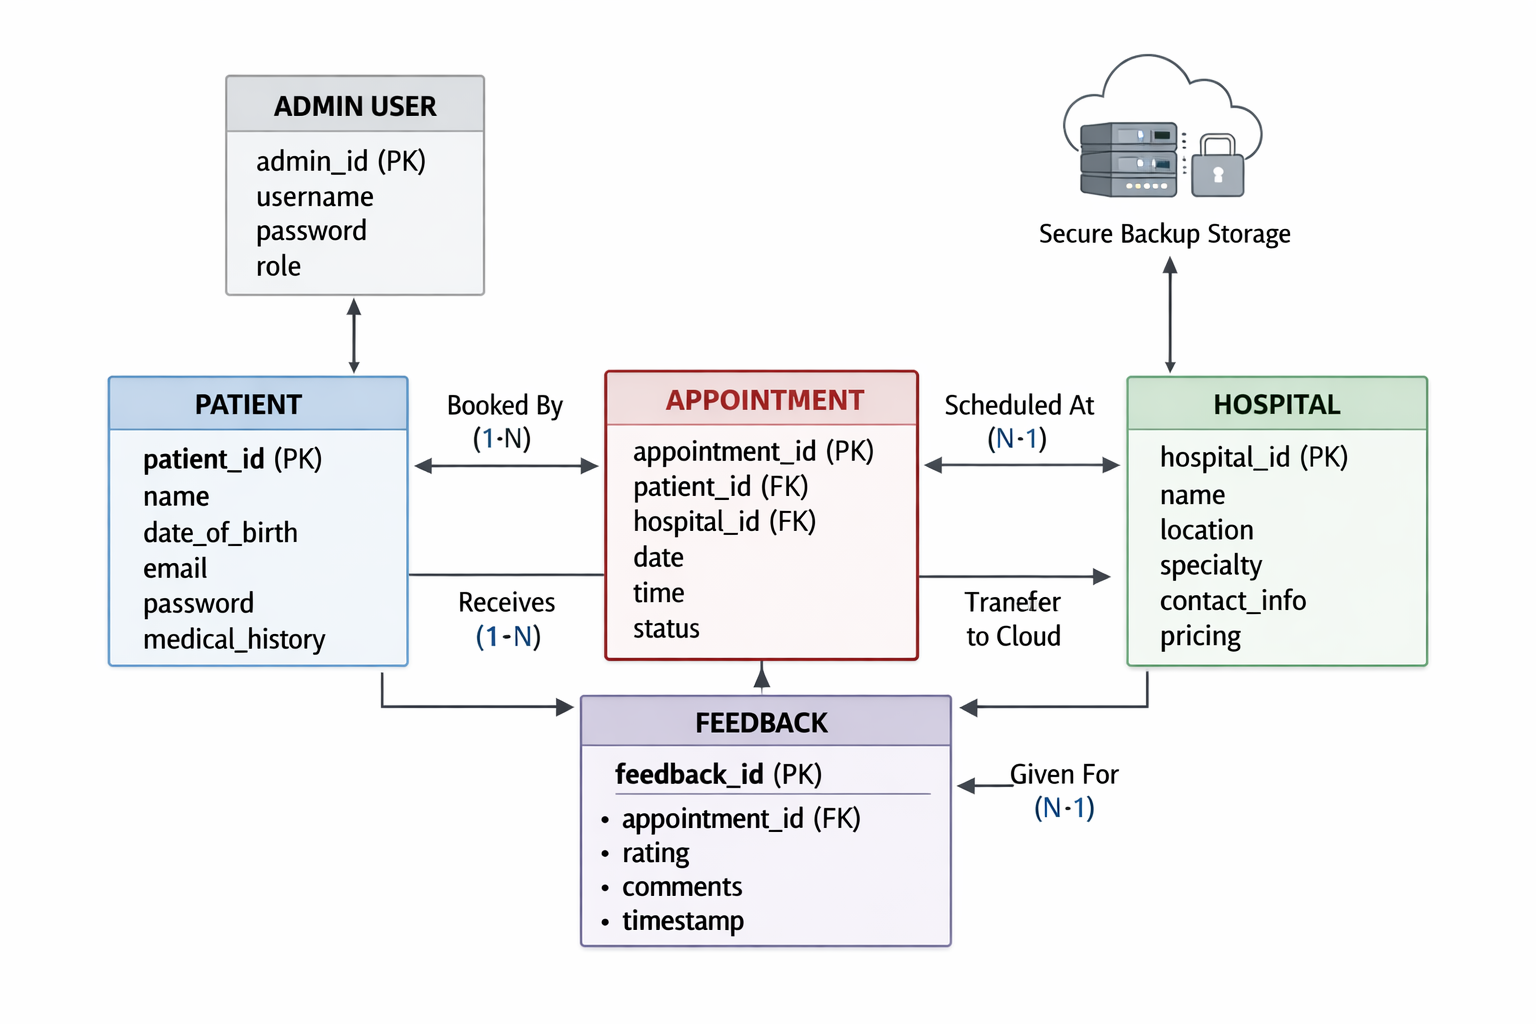 ADMIN USER
admin_id (PK)
username
password
role
Secure Backup Storage
PATIENT
patient_id (PK)
name
date_of_birth
email
password
medical_history
Booked By
(1-N)
Receives
(1-N)
APPOINTMENT
appointment_id (PK)
patient_id (FK)
hospital_id (FK)
date
time
status
Scheduled At
(N-1)
Tranefer
to Cloud
HOSPITAL
hospital_id (PK)
name
location
specialty
contact_info
pricing
FEEDBACK
feedback_id (PK)
• appointment_id (FK)
• rating
• comments
• timestamp
Given For
(N-1)